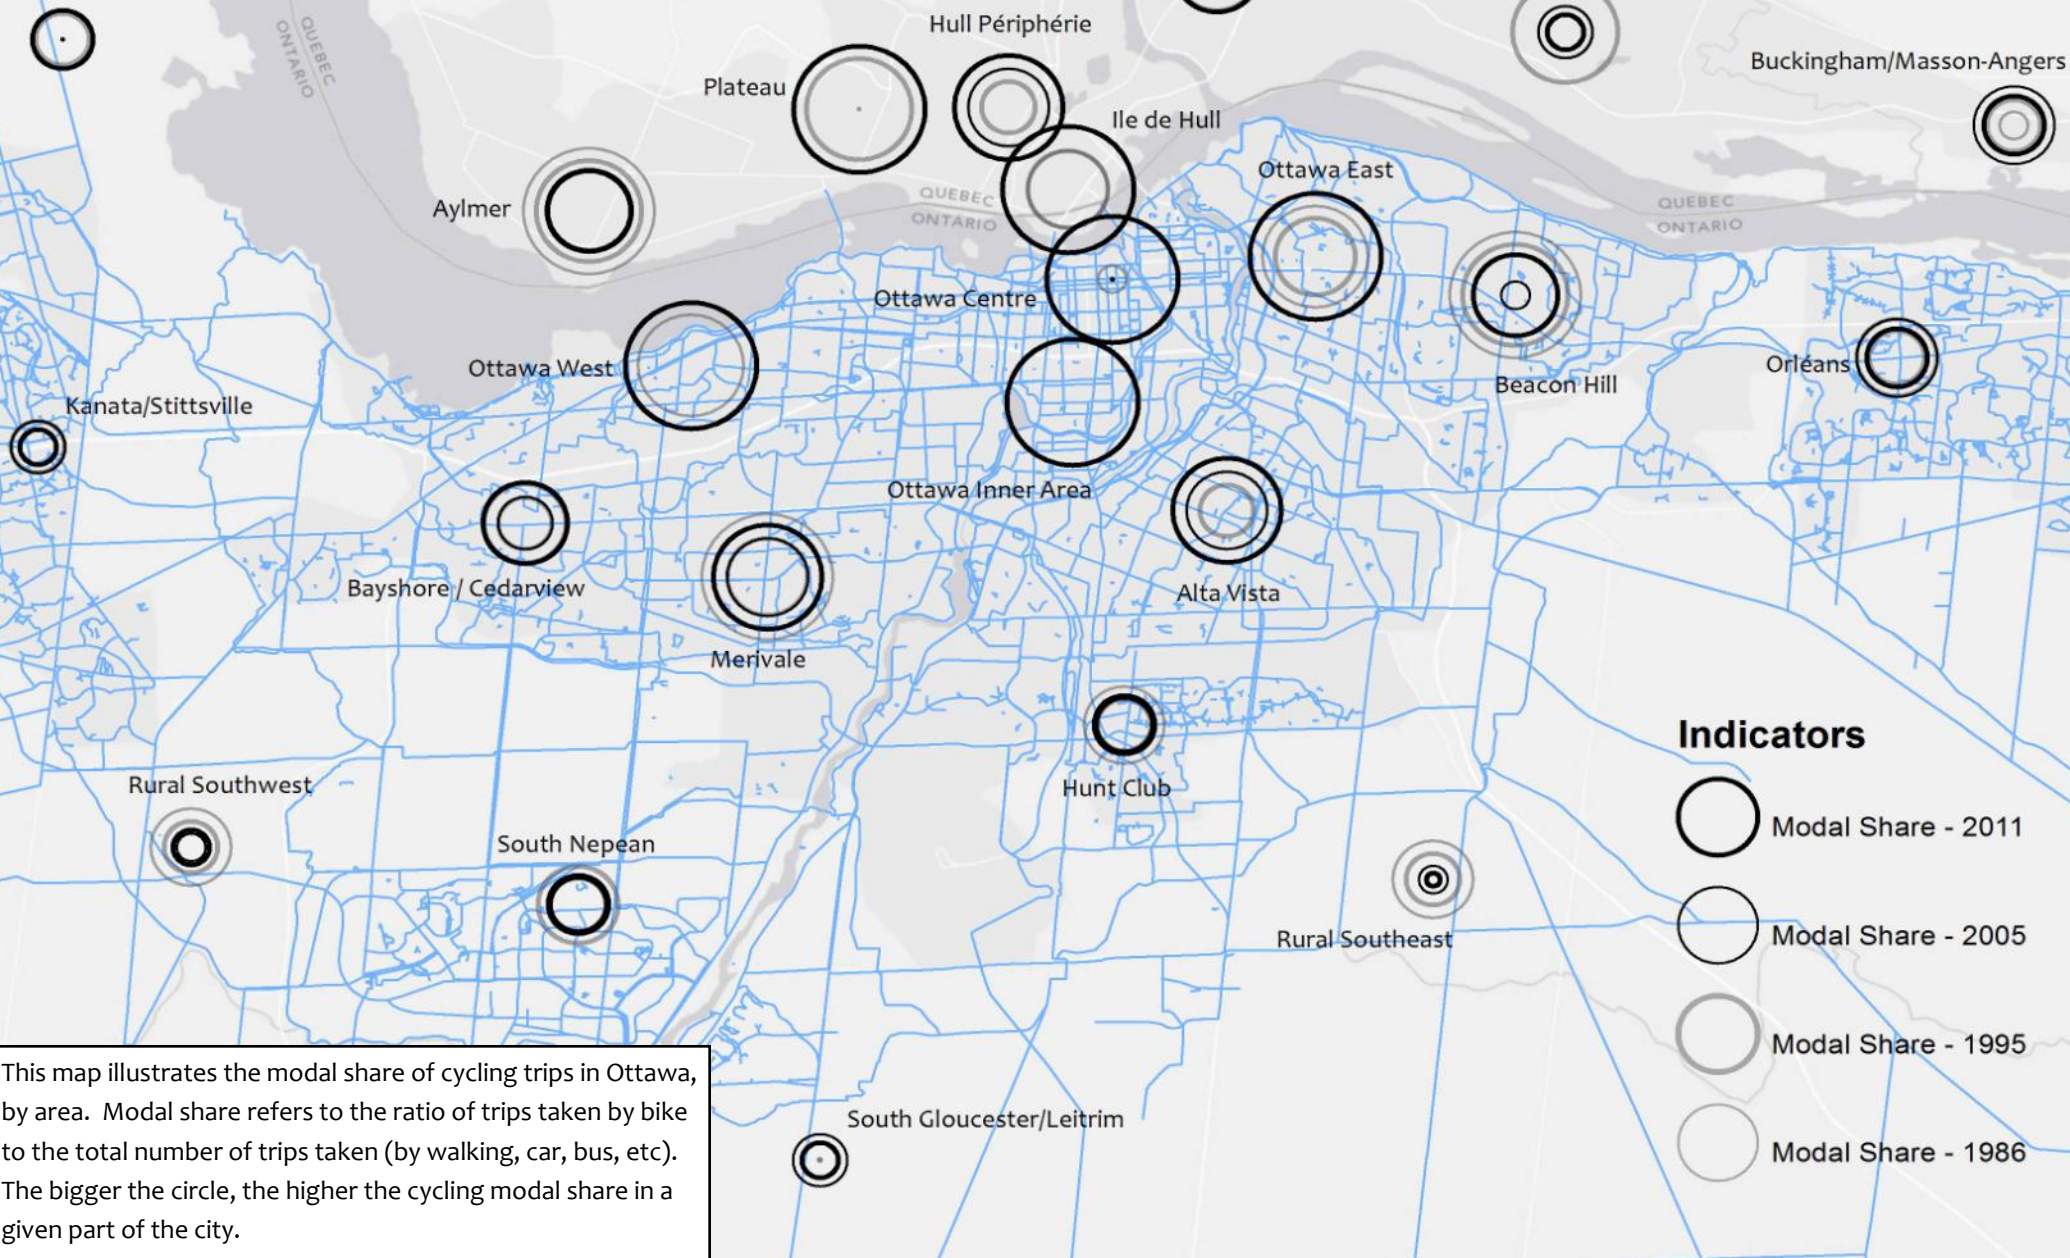 Hull Périphérie
QUEBEC
ONTARIO
Buckingham/Masson-Angers
Plateau
Ile de Hull
Ottawa East
Aylmer
QUEBEC
ONTARIO
QUEBEC
ONTARIO
Ottawa Centre
Ottawa West
Orléans
Beacon Hill
Kanata/Stittsville
Ottawa Inner Area
Bayshore / Cedarview
Alta Vista
Merivale
Indicators
Rural Southwest
Hunt Club
Modal Share - 2011
South Nepean
Rural Southeast
Modal Share - 2005
Modal Share - 1995
This map illustrates the modal share of cycling trips in Ottawa,
by area. Modal share refers to the ratio of trips taken by bike
to the total number of trips taken (by walking, car, bus, etc).
The bigger the circle, the higher the cycling modal share in a
given part of the city.
South Gloucester/Leitrim
Modal Share - 1986